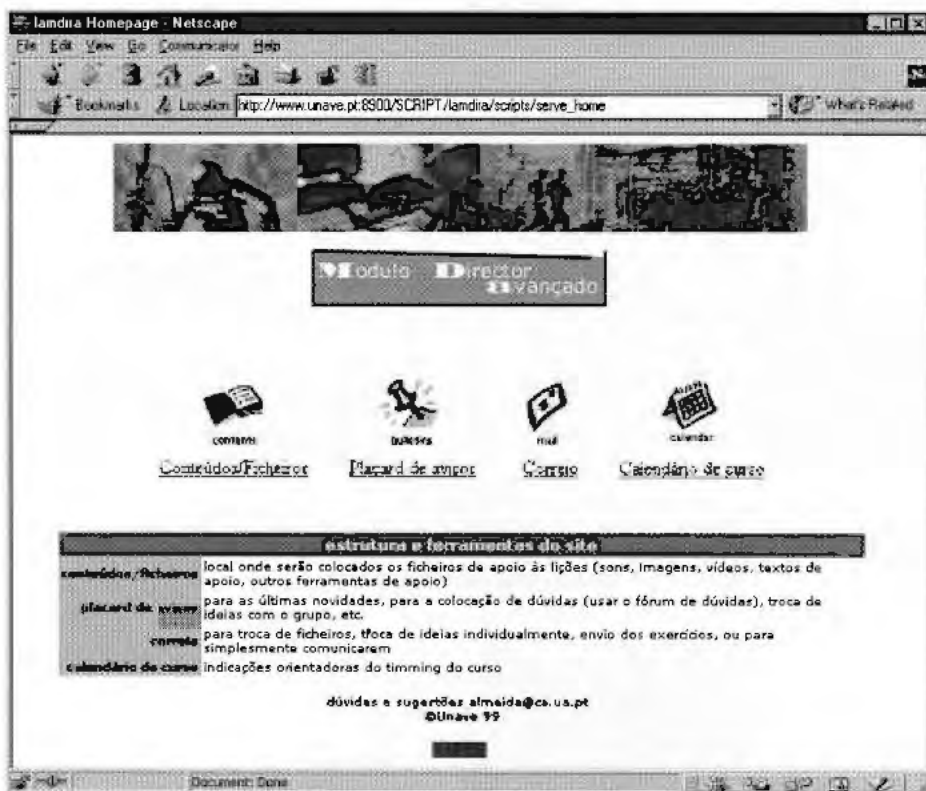 lamdira Homepage - Netscape
File Edit View Go Communicator Help
Bookmarks Location: http://www.unave.pt:8900/SCRIPT/lamdira/scripts/serve_home What's Related
Módulo Director
Avançado
contents bulletins mail calendar
Conteúdos/Ficheiros Placard de avisos Correio Calendário de curso
estrutura e ferramentas do site
conteúdos/ficheiros local onde serão colocados os ficheiros de apoio às lições (sons, imagens, vídeos, textos de
apoio, outros ferramentas de apoio)
placard de avisos para as últimas novidades, para a colocação de dúvidas (usar o fórum de dúvidas), troca de
ideias com o grupo, etc.
correio para troca de ficheiros, troca de ideias individualmente, envio dos exercícios, ou para
simplesmente comunicarem
calendário de curso indicações orientadoras do timming do curso
dúvidas e sugertões almeida@ca.ua.pt
©Unave 99
Document: Done